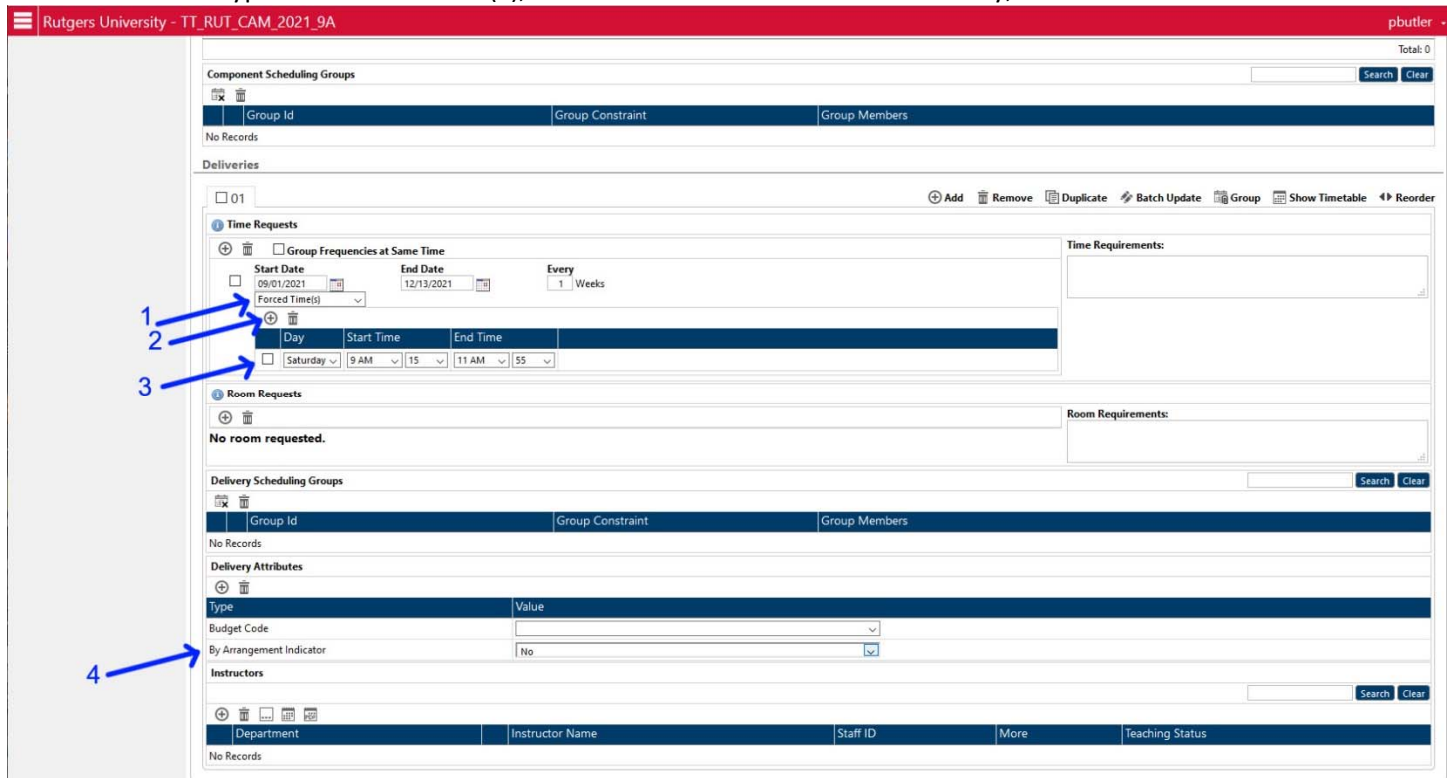 Rutgers University - TT_RUT_CAM_2021_9A pbutler
Total: 0
Component Scheduling Groups Search Clear
Group Id Group Constraint Group Members
No Records
Deliveries
01 Add Remove Duplicate Batch Update Group Show Timetable Reorder
Time Requests
Group Frequencies at Same Time Time Requirements:
Start Date End Date Every
09/01/2021 12/13/2021 1 Weeks
1 Forced Time(s)
2
Day Start Time End Time
3 Saturday 9 AM 15 11 AM 55
Room Requests
Room Requirements:
No room requested.
Delivery Scheduling Groups Search Clear
Group Id Group Constraint Group Members
No Records
Delivery Attributes
Type Value
Budget Code
4 By Arrangement Indicator No
Instructors
Search Clear
Department Instructor Name Staff ID More Teaching Status
No Records